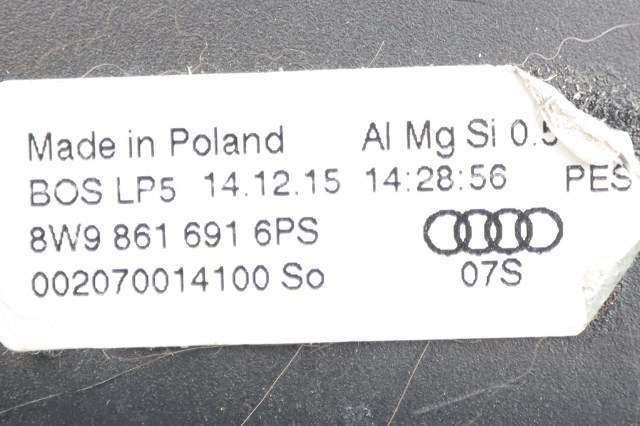 Made in Poland Al Mg Si 0.5
BOS LP5 14.12.15 14:28:56 PES
8W9 861 691 6PS
002070014100 So 07S